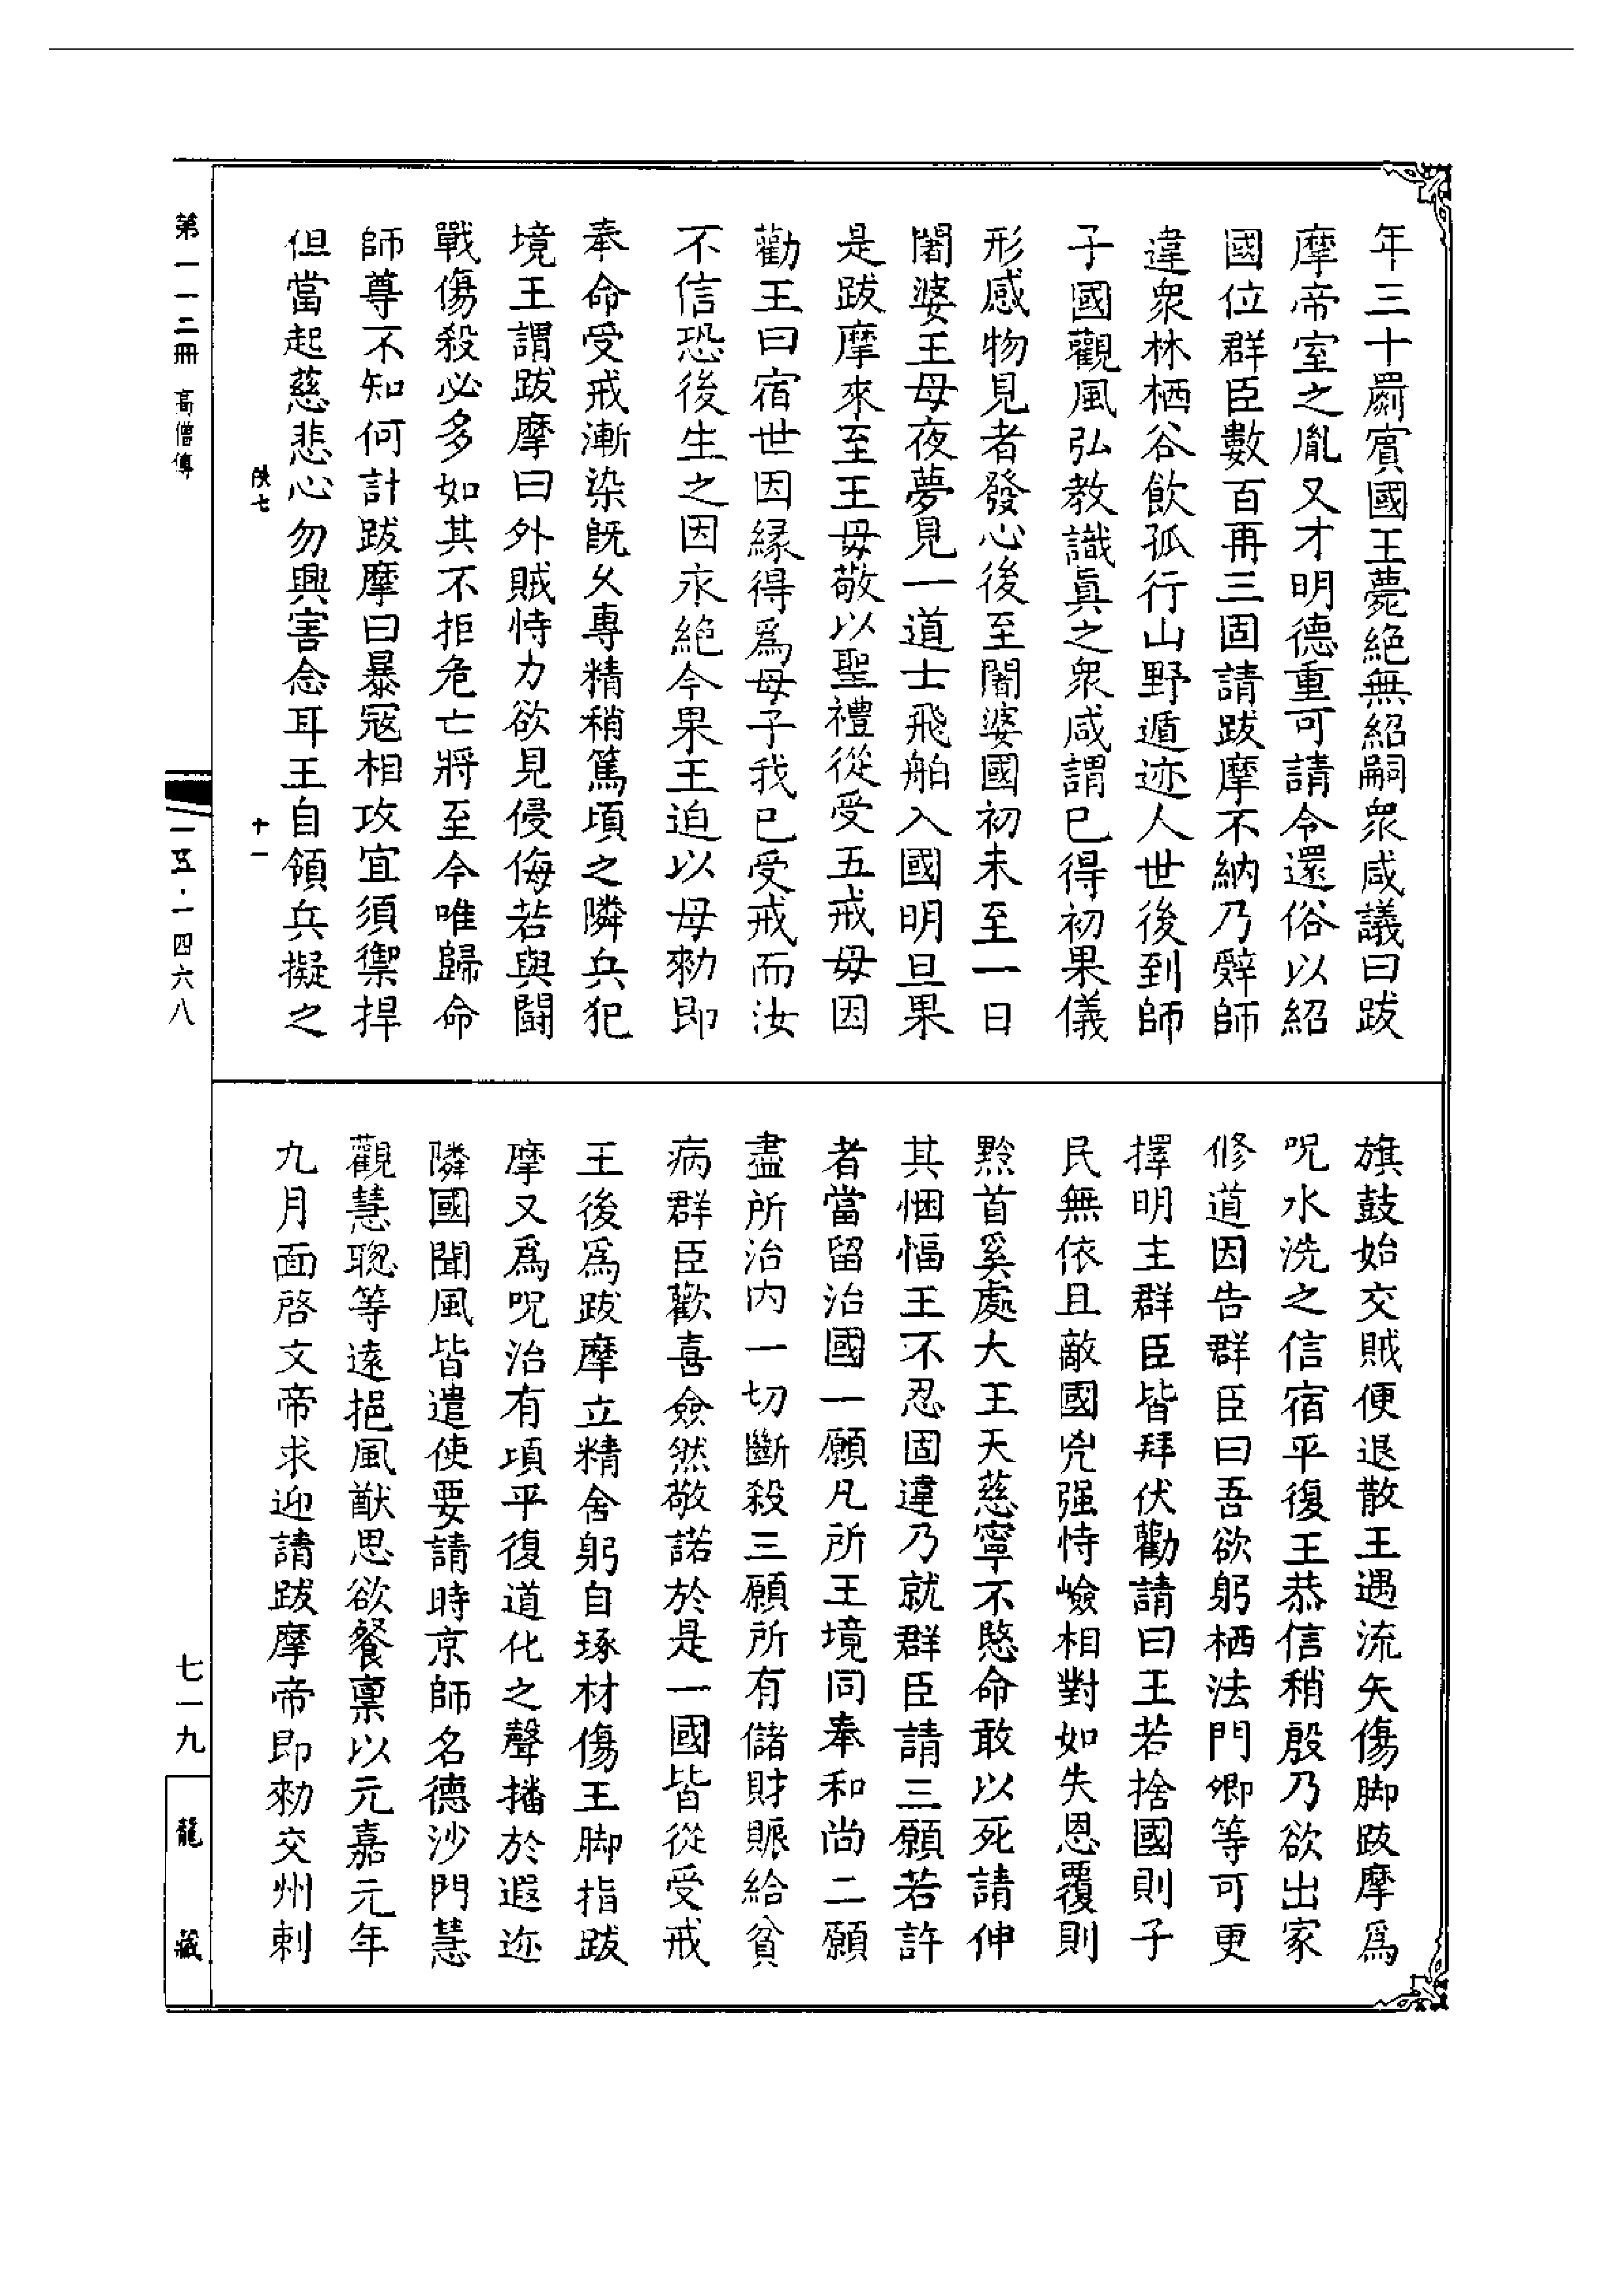 年三十罽賓國王薨絕無紹嗣衆咸議曰跋
摩帝室之胤又才明德重可請令還俗以紹
國位群臣數百再三固請跋摩不納乃辤師
違衆林栖谷飲孤行山野遁迹人世後到師
子國觀風弘教識真之衆咸謂已得初果儀
形感物見者發心後至闍婆國初未至一日
闍婆王母夜夢見一道士飛舶入國明旦果
是跋摩來至王母敬以聖禮從受五戒母因
勸王曰宿世因緣得爲母子我已受戒而汝
不信恐後生之因永絕今果王迫以母勑即
奉命受戒漸染既久專精稍篤頃之隣兵犯
境王謂跋摩曰外賊恃力欲見侵侮若與鬪
戰傷殺必多如其不拒危亡將至今唯歸命
師尊不知何計跋摩曰暴寇相攻宜須禦捍
但當起慈悲心勿興害念耳王自領兵擬之
旗鼓始交賊便退散王遇流矢傷脚跋摩爲
呪水洗之信宿平復王恭信稍殷乃欲出家
修道因告群臣曰吾欲躬栖法門卿等可更
擇明主群臣皆拜伏勸請曰王若捨國則子
民無依且敵國兇强恃嶮相對如失恩覆則
黔首奚處大王天慈寧不愍命敢以死請伸
其悃愊王不忍固違乃就群臣請三願若許
者當留治國一願凡所王境同奉和尚二願
盡所治内一切斷殺三願所有儲財賑給貧
病群臣歡喜僉然敬諾於是一國皆從受戒
王後爲跋摩立精舍躬自琢材傷王脚指跋
摩又爲呪治有頃平復道化之聲播於遐迩
隣國聞風皆遣使要請時京師名德沙門慧
觀慧聰等遠挹風猷思欲餐稟以元嘉元年
九月面啓文帝求迎請跋摩帝即勑交州刺
陜七
十一
第一一二冊 高僧傳
一五·一四六八
七一九
龍藏